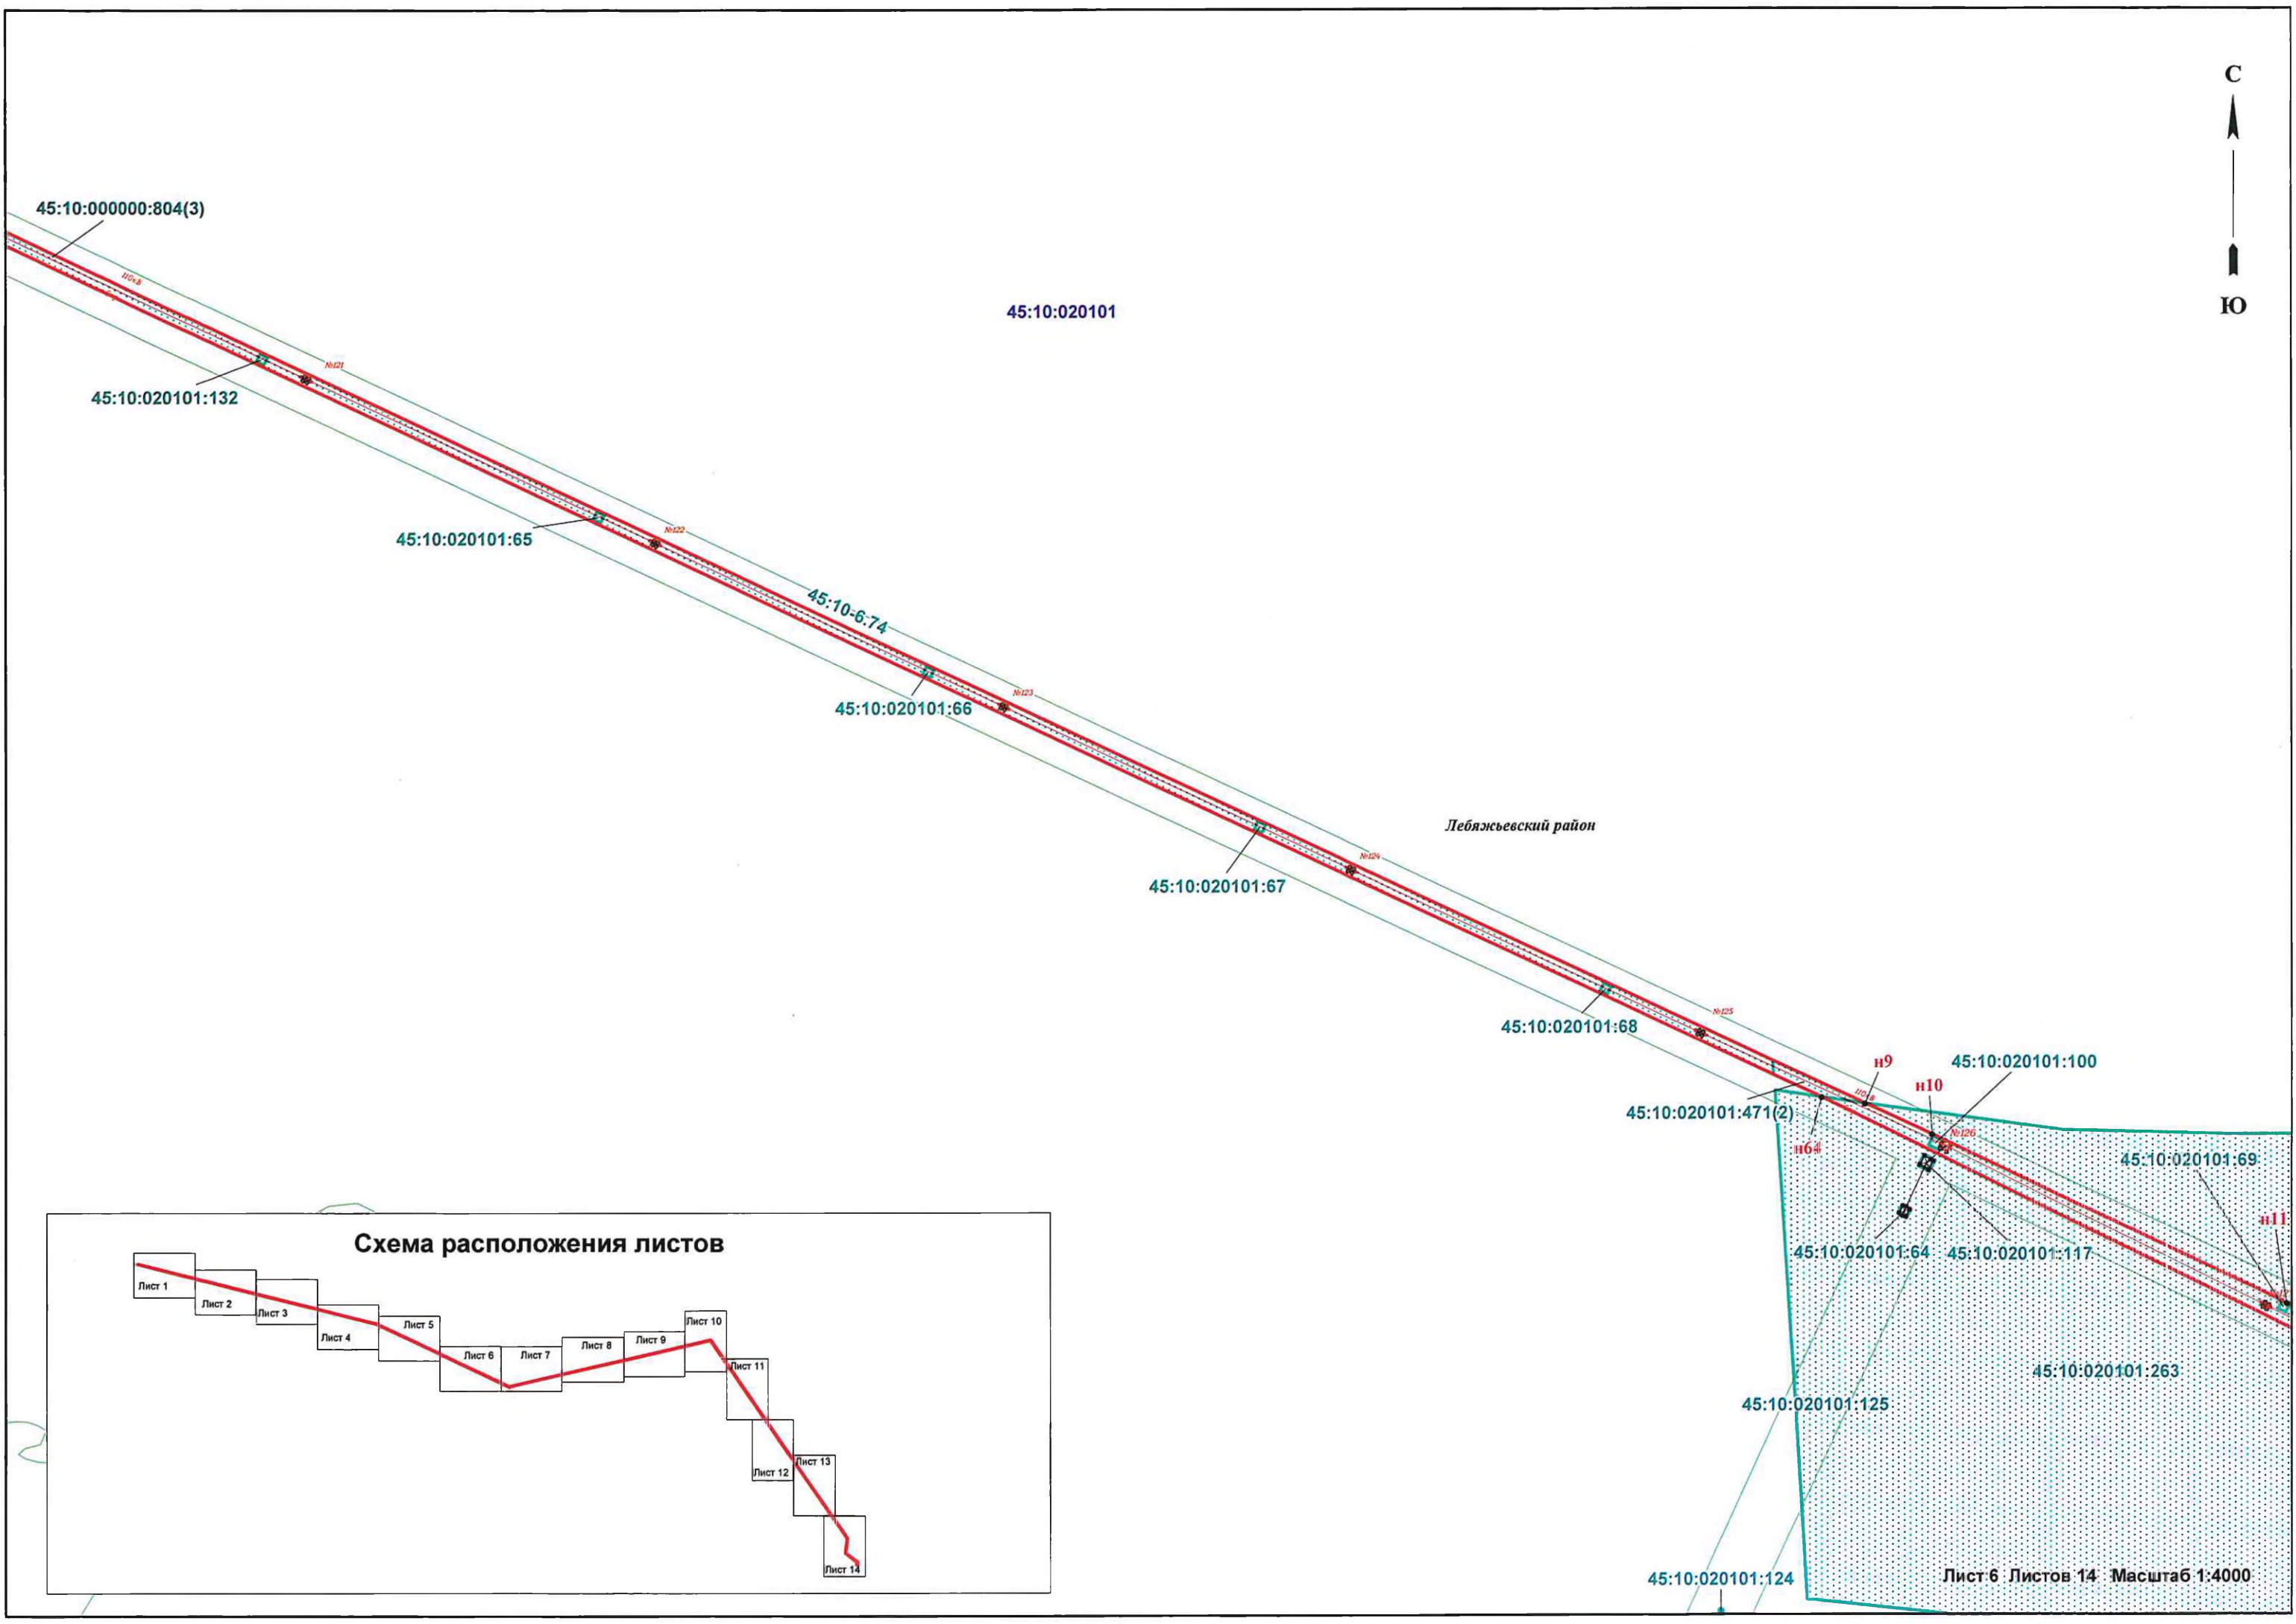 С
Ю
45:10:000000:804(3)
110кВ
45:10:020101
№121
45:10:020101:132
№122
45:10:020101:65
45:10-6.74
№123
45:10:020101:66
Лебяжьевский район
№124
45:10:020101:67
№125
45:10:020101:68
н9
45:10:020101:100
н10
110кВ
45:10:020101:471(2)
№126
н64
45:10:020101:69
н11
45:10:020101:64
45:10:020101:117
45:10:020101:263
45:10:020101:125
45:10:020101:124
Схема расположения листов
Лист 1
Лист 2
Лист 3
Лист 4
Лист 5
Лист 6
Лист 7
Лист 8
Лист 9
Лист 10
Лист 11
Лист 12
Лист 13
Лист 14
Лист 6 Листов 14 Масштаб 1:4000